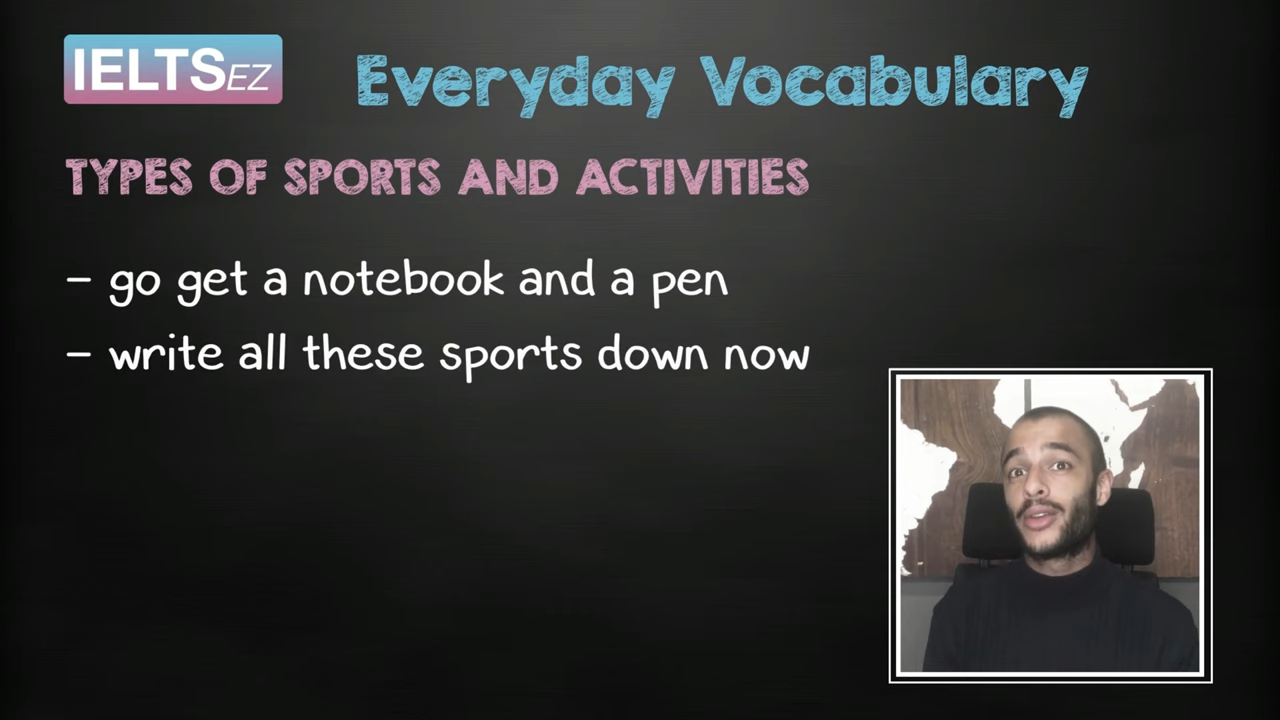 IELTSEZ
Everyday Vocabulary
TYPES OF SPORTS AND ACTIVITIES
– go get a notebook and a pen
– write all these sports down now